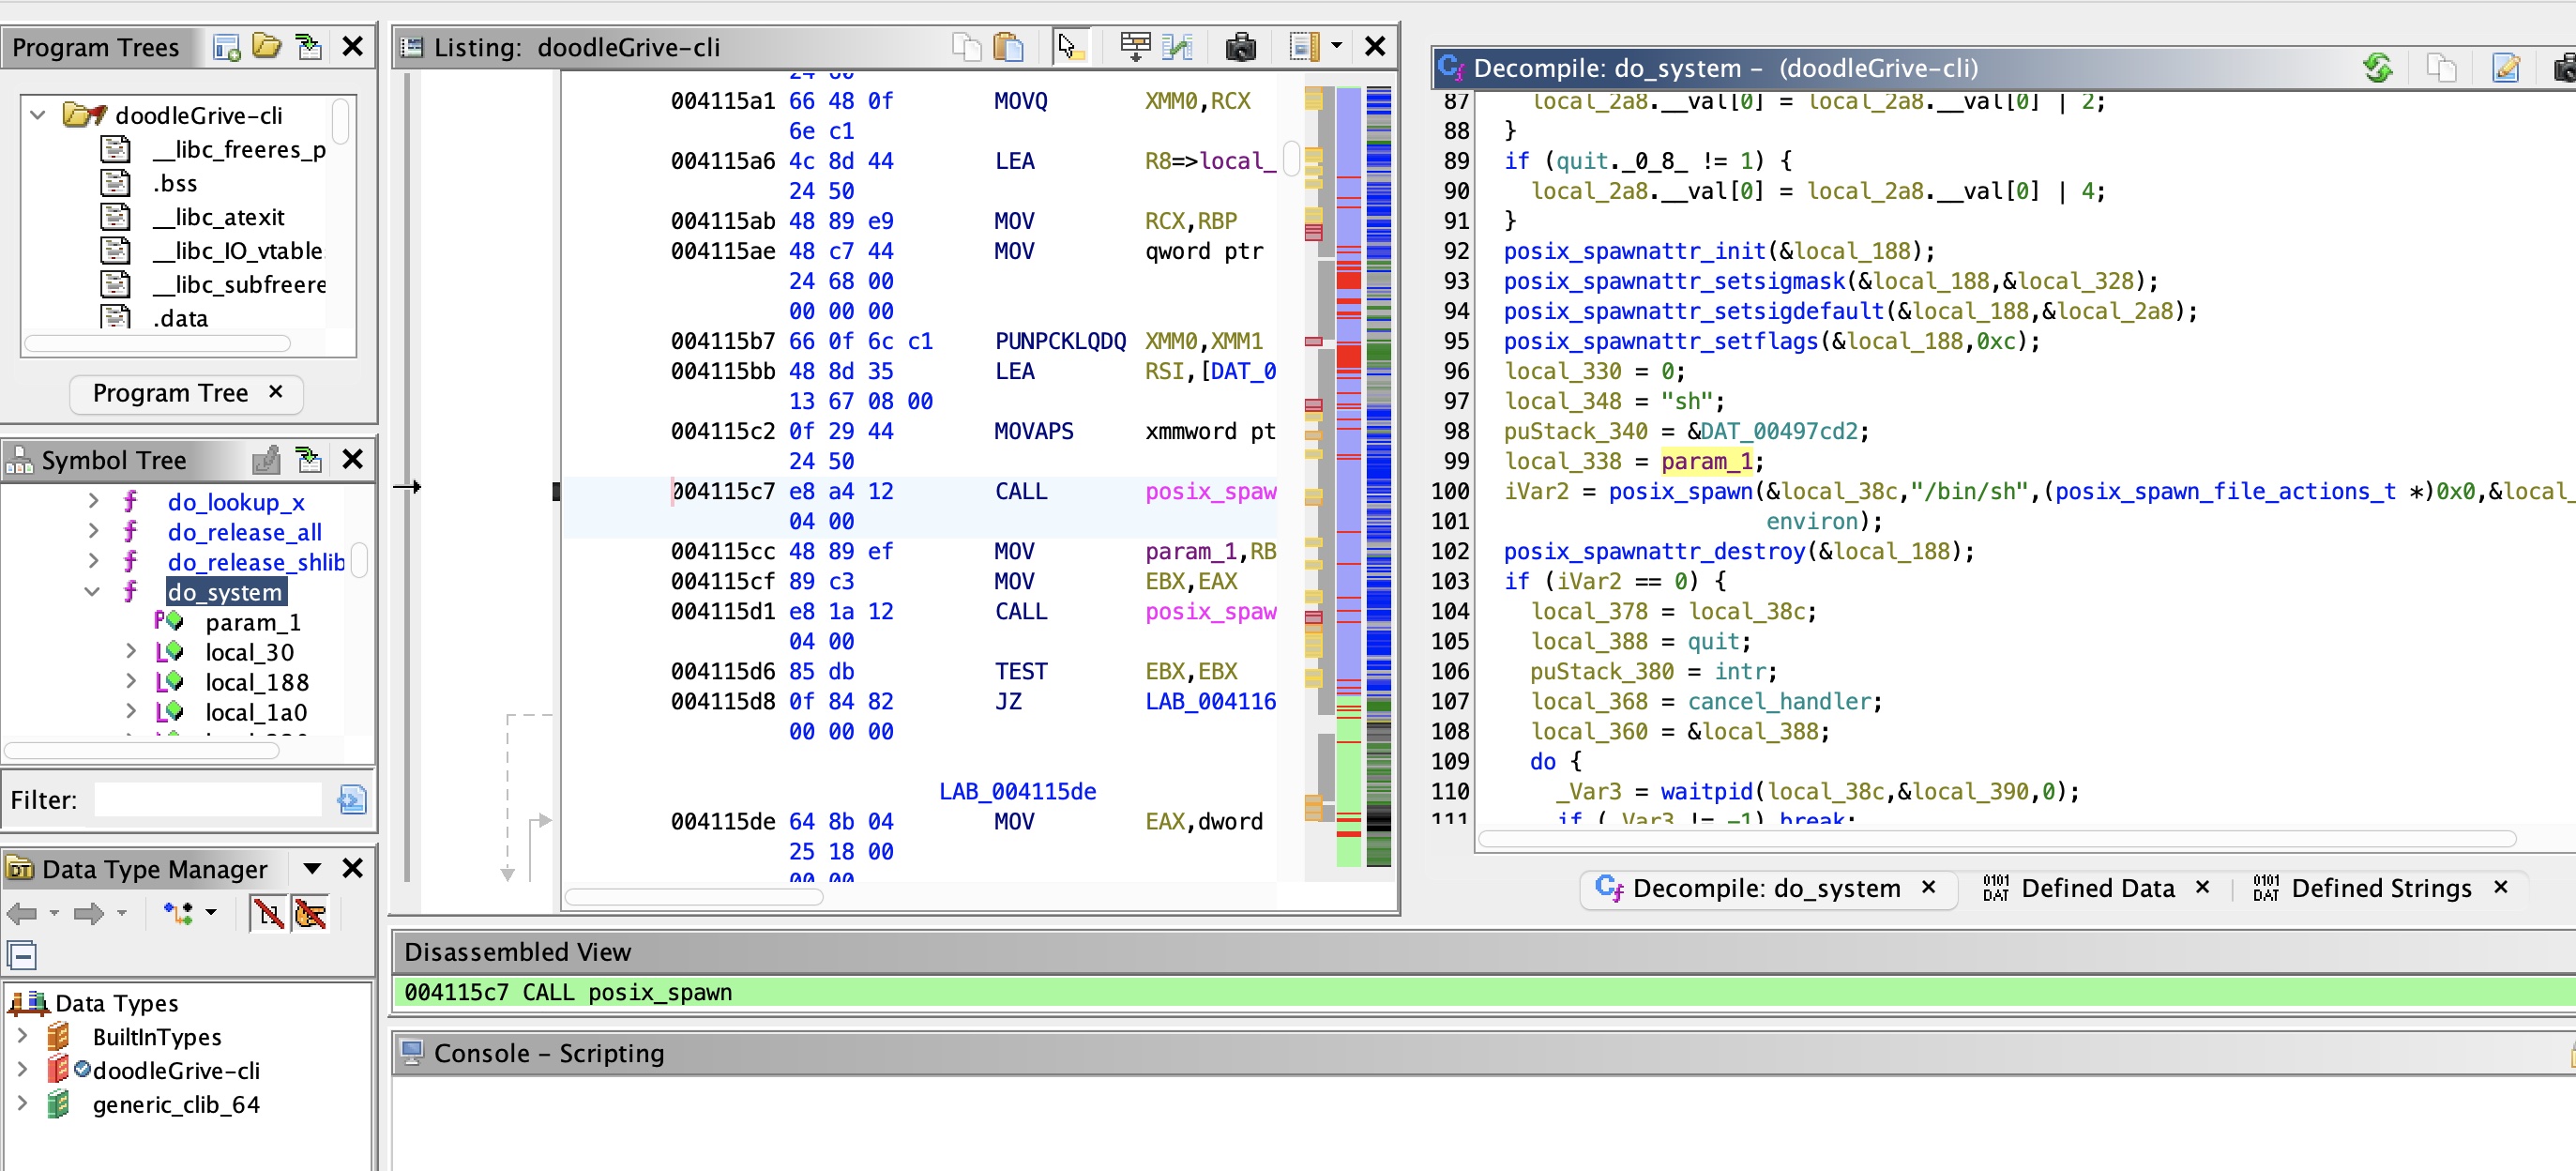 Program Trees
doodleGrive-cli
__libc_freeres_p
.bss
__libc_atexit
__libc_IO_vtable
__libc_subfreere
.data
Program Tree
Symbol Tree
do_lookup_x
do_release_all
do_release_shlib
do_system
param_1
local_30
local_188
local_1a0
Filter:
Data Type Manager
Data Types
BuiltInTypes
doodleGrive-cli
generic_clib_64
Listing: doodleGrive-cli
004115a1 66 48 0f MOVQ XMM0,RCX
6e c1
004115a6 4c 8d 44 LEA R8=>local_
24 50
004115ab 48 89 e9 MOV RCX,RBP
004115ae 48 c7 44 MOV qword ptr
24 68 00
00 00 00
004115b7 66 0f 6c c1 PUNPCKLQDQ XMM0,XMM1
004115bb 48 8d 35 LEA RSI,[DAT_0
13 67 08 00
004115c2 0f 29 44 MOVAPS xmmword pt
24 50
004115c7 e8 a4 12 CALL posix_spaw
04 00
004115cc 48 89 ef MOV param_1,RB
004115cf 89 c3 MOV EBX,EAX
004115d1 e8 1a 12 CALL posix_spaw
04 00
004115d6 85 db TEST EBX,EBX
004115d8 0f 84 82 JZ LAB_004116
00 00 00
LAB_004115de
004115de 64 8b 04 MOV EAX,dword
25 18 00
00 00
Decompile: do_system – (doodleGrive-cli)
87 local_2a8.__val[0] = local_2a8.__val[0] | 2;
88 }
89 if (quit._0_8_ != 1) {
90 local_2a8.__val[0] = local_2a8.__val[0] | 4;
91 }
92 posix_spawnattr_init(&local_188);
93 posix_spawnattr_setsigmask(&local_188,&local_328);
94 posix_spawnattr_setsigdefault(&local_188,&local_2a8);
95 posix_spawnattr_setflags(&local_188,0xc);
96 local_330 = 0;
97 local_348 = "sh";
98 puStack_340 = &DAT_00497cd2;
99 local_338 = param_1;
100 iVar2 = posix_spawn(&local_38c,"/bin/sh",(posix_spawn_file_actions_t *)0x0,&local_
101 environ);
102 posix_spawnattr_destroy(&local_188);
103 if (iVar2 == 0) {
104 local_378 = local_38c;
105 local_388 = quit;
106 puStack_380 = intr;
107 local_368 = cancel_handler;
108 local_360 = &local_388;
109 do {
110 _Var3 = waitpid(local_38c,&local_390,0);
111 if (_Var3 != -1) break;
Decompile: do_system
Defined Data
Defined Strings
Disassembled View
004115c7 CALL posix_spawn
Console – Scripting